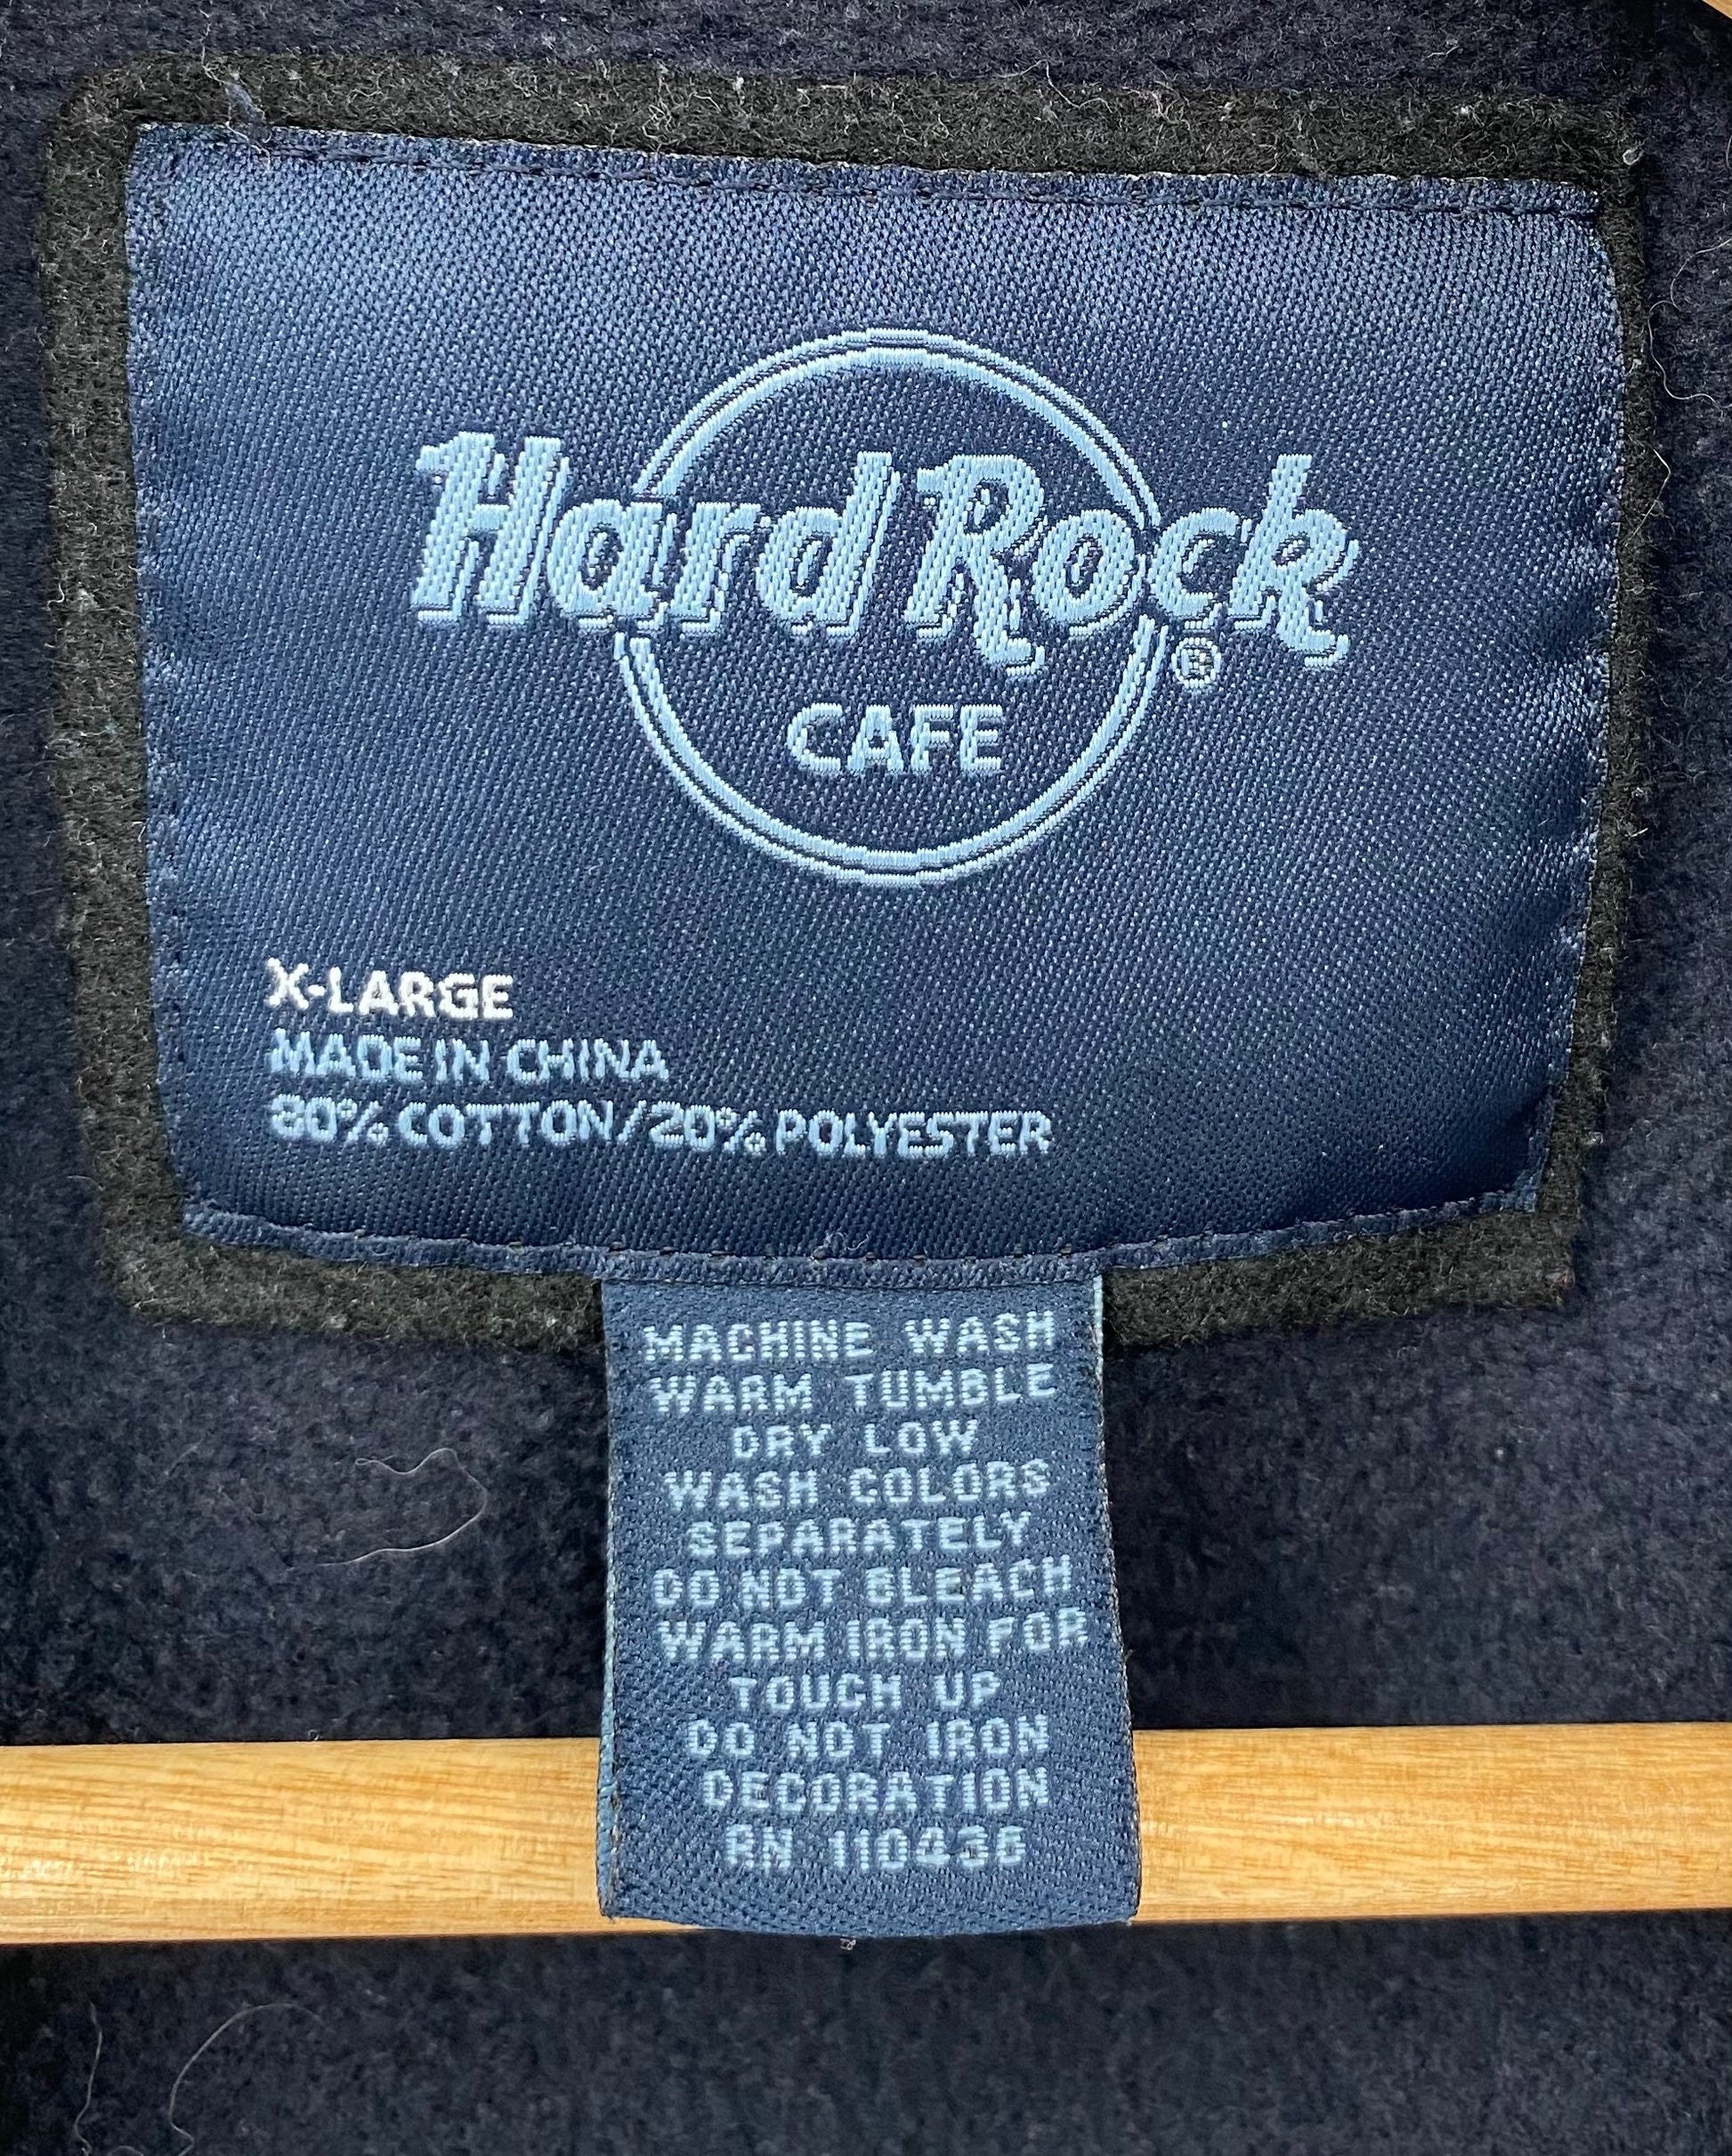 Hard Rock
®
CAFE
X-LARGE
MADE IN CHINA
80% COTTON/20% POLYESTER
MACHINE WASH
WARM TUMBLE
DRY LOW
WASH COLORS
SEPARATELY
DO NOT BLEACH
WARM IRON FOR
TOUCH UP
DO NOT IRON
DECORATION
RN 110436